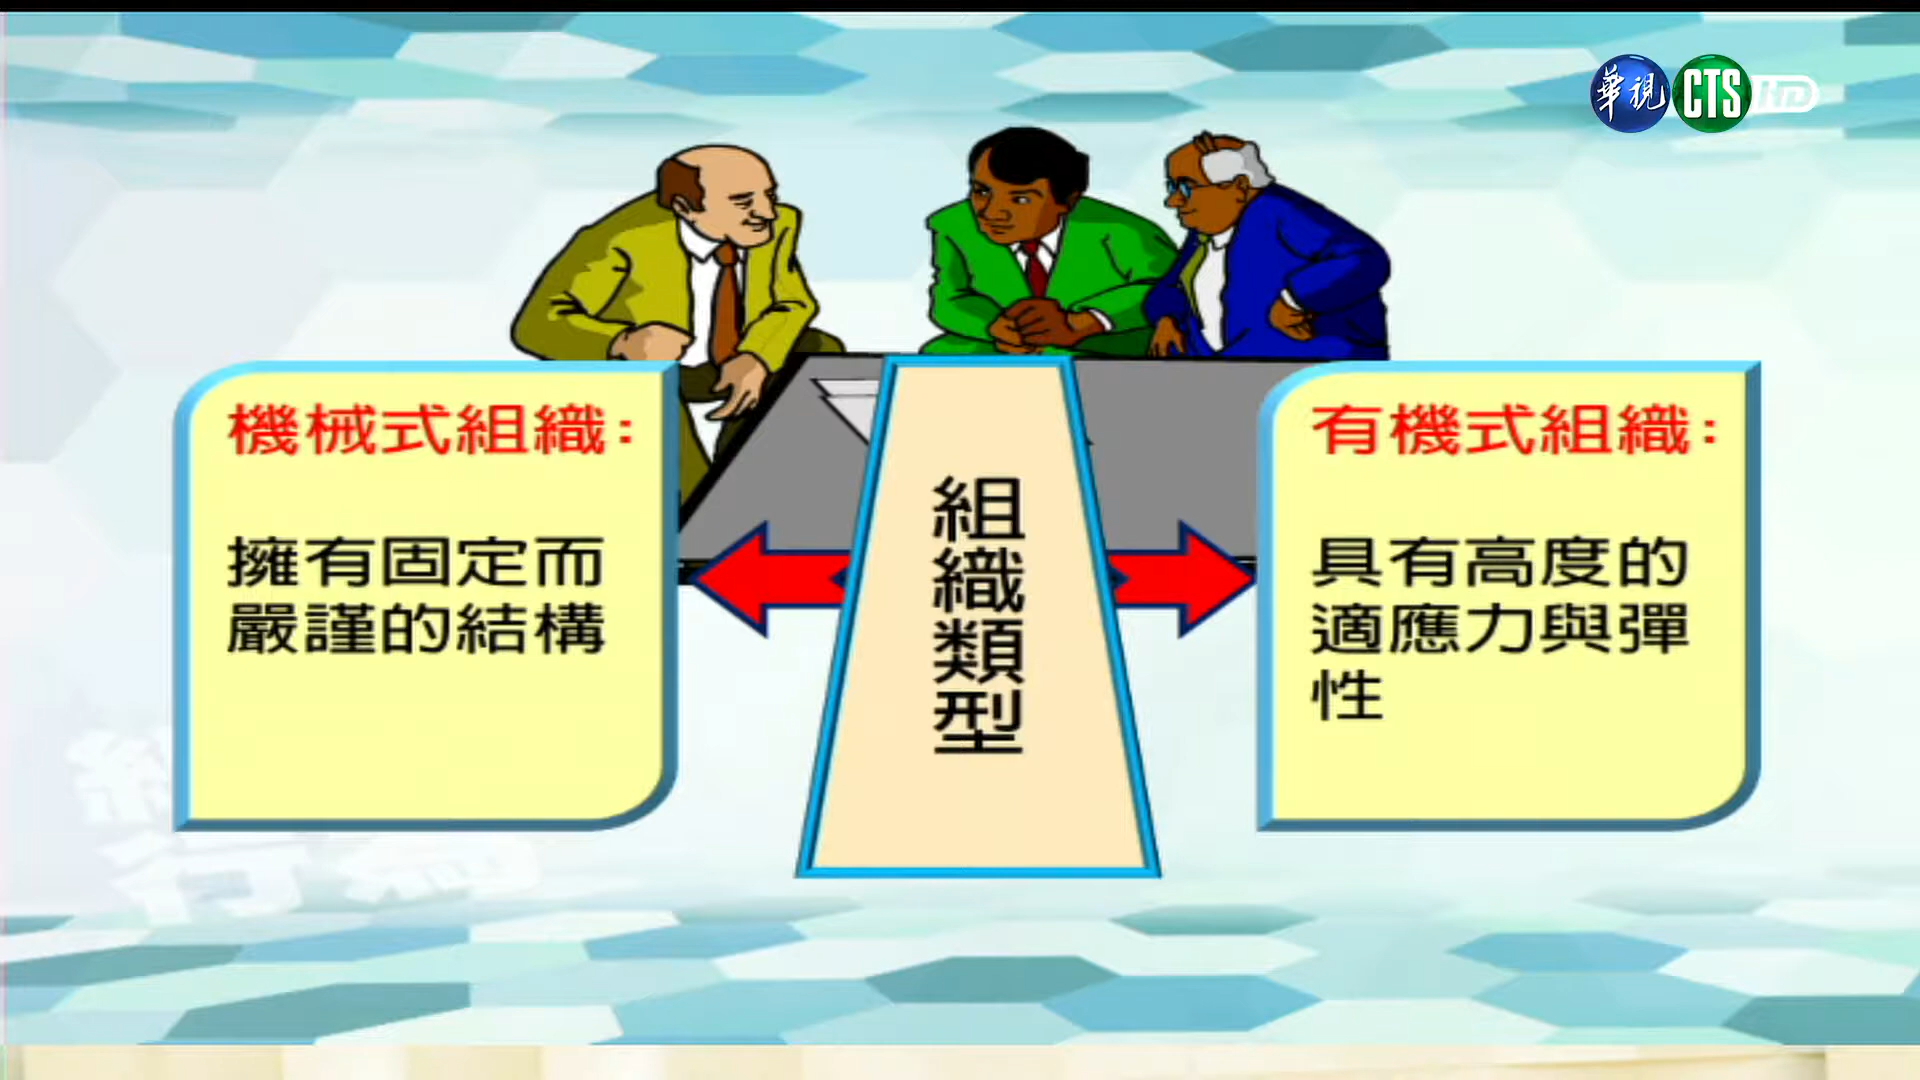 華視 CTS HD
機械式組織：
擁有固定而
嚴謹的結構
組織類型
有機式組織：
具有高度的
適應力與彈
性